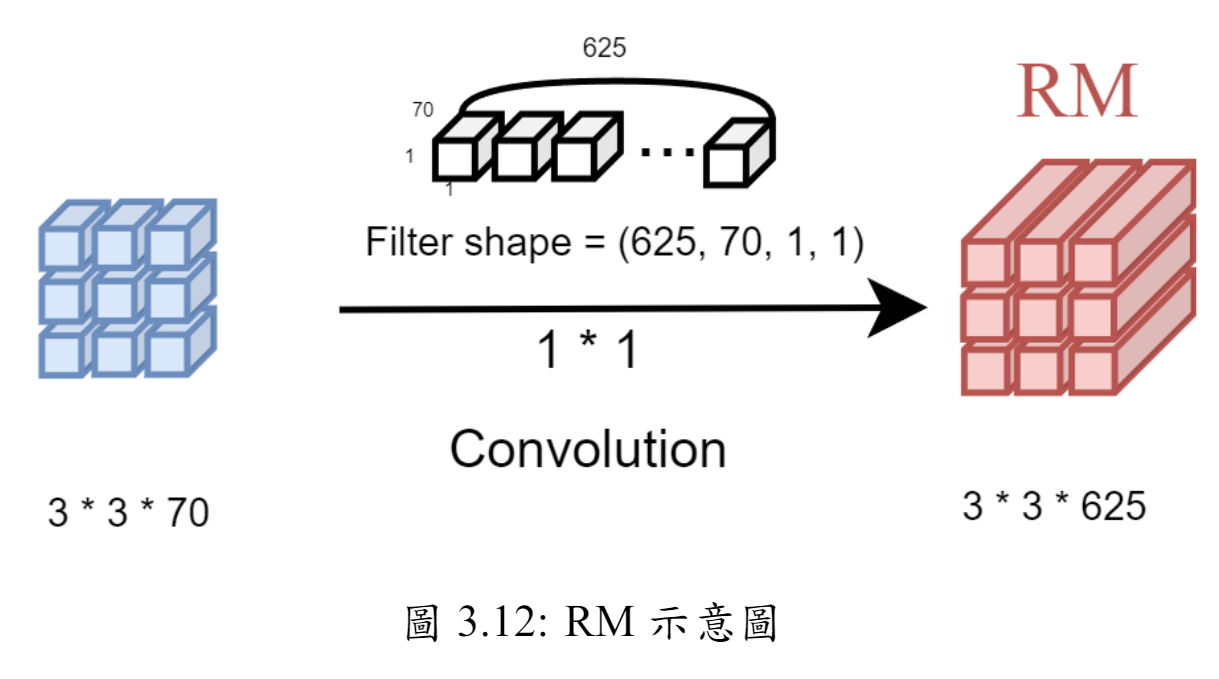 625
RM
70
1
1
Filter shape = (625, 70, 1, 1)
1 * 1
Convolution
3 * 3 * 70
3 * 3 * 625
圖 3.12: RM 示意圖